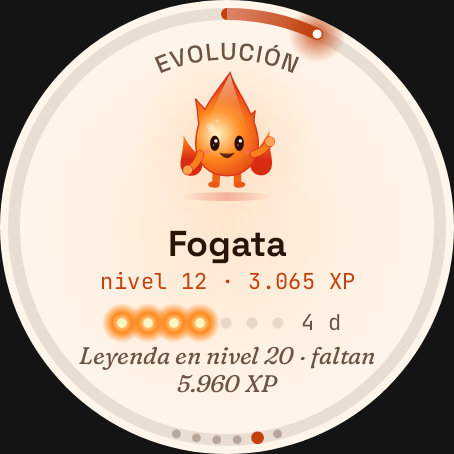 EVOLUCIÓN
Fogata
nivel 12 · 3.065 XP
4 d
Leyenda en nivel 20 · faltan
5.960 XP